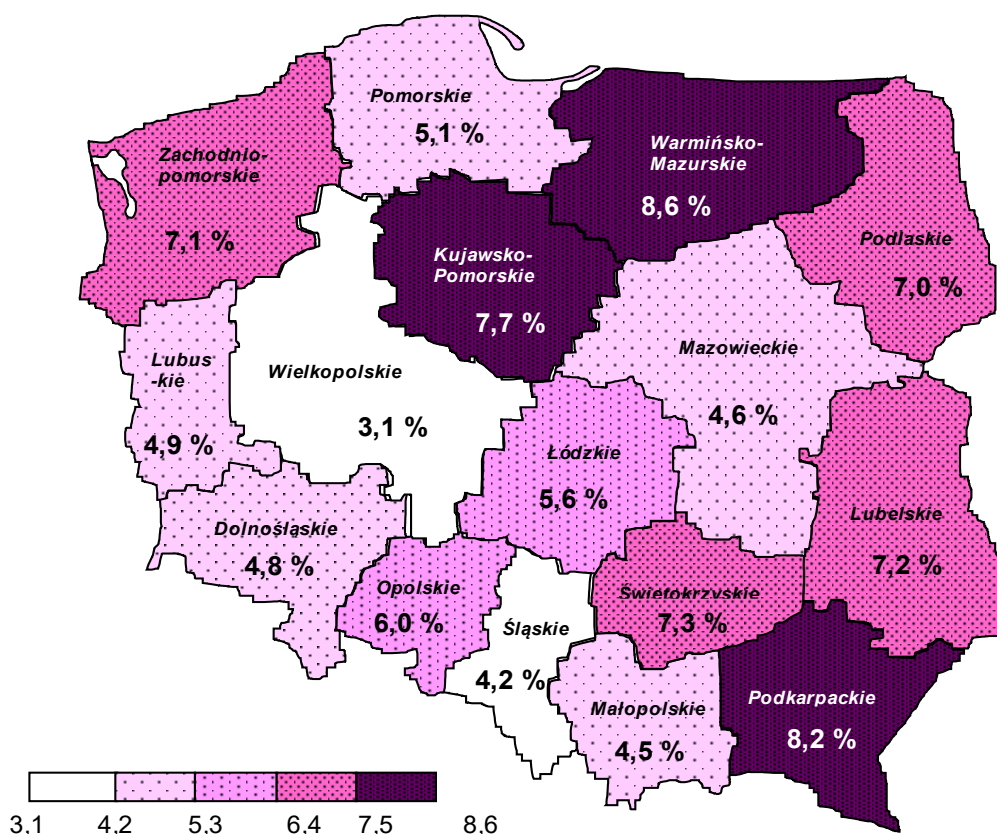 Pomorskie
5,1 %
Zachodnio-
pomorskie
7,1 %
Warmińsko-
Mazurskie
8,6 %
Podlaskie
7,0 %
Kujawsko-
Pomorskie
7,7 %
Mazowieckie
4,6 %
Lubus
-kie
4,9 %
Wielkopolskie
3,1 %
Łódzkie
5,6 %
Lubelskie
7,2 %
Dolnośląskie
4,8 %
Opolskie
6,0 %
Śląskie
4,2 %
Świętokrzyskie
7,3 %
Małopolskie
4,5 %
Podkarpackie
8,2 %
3,1 4,2 5,3 6,4 7,5 8,6